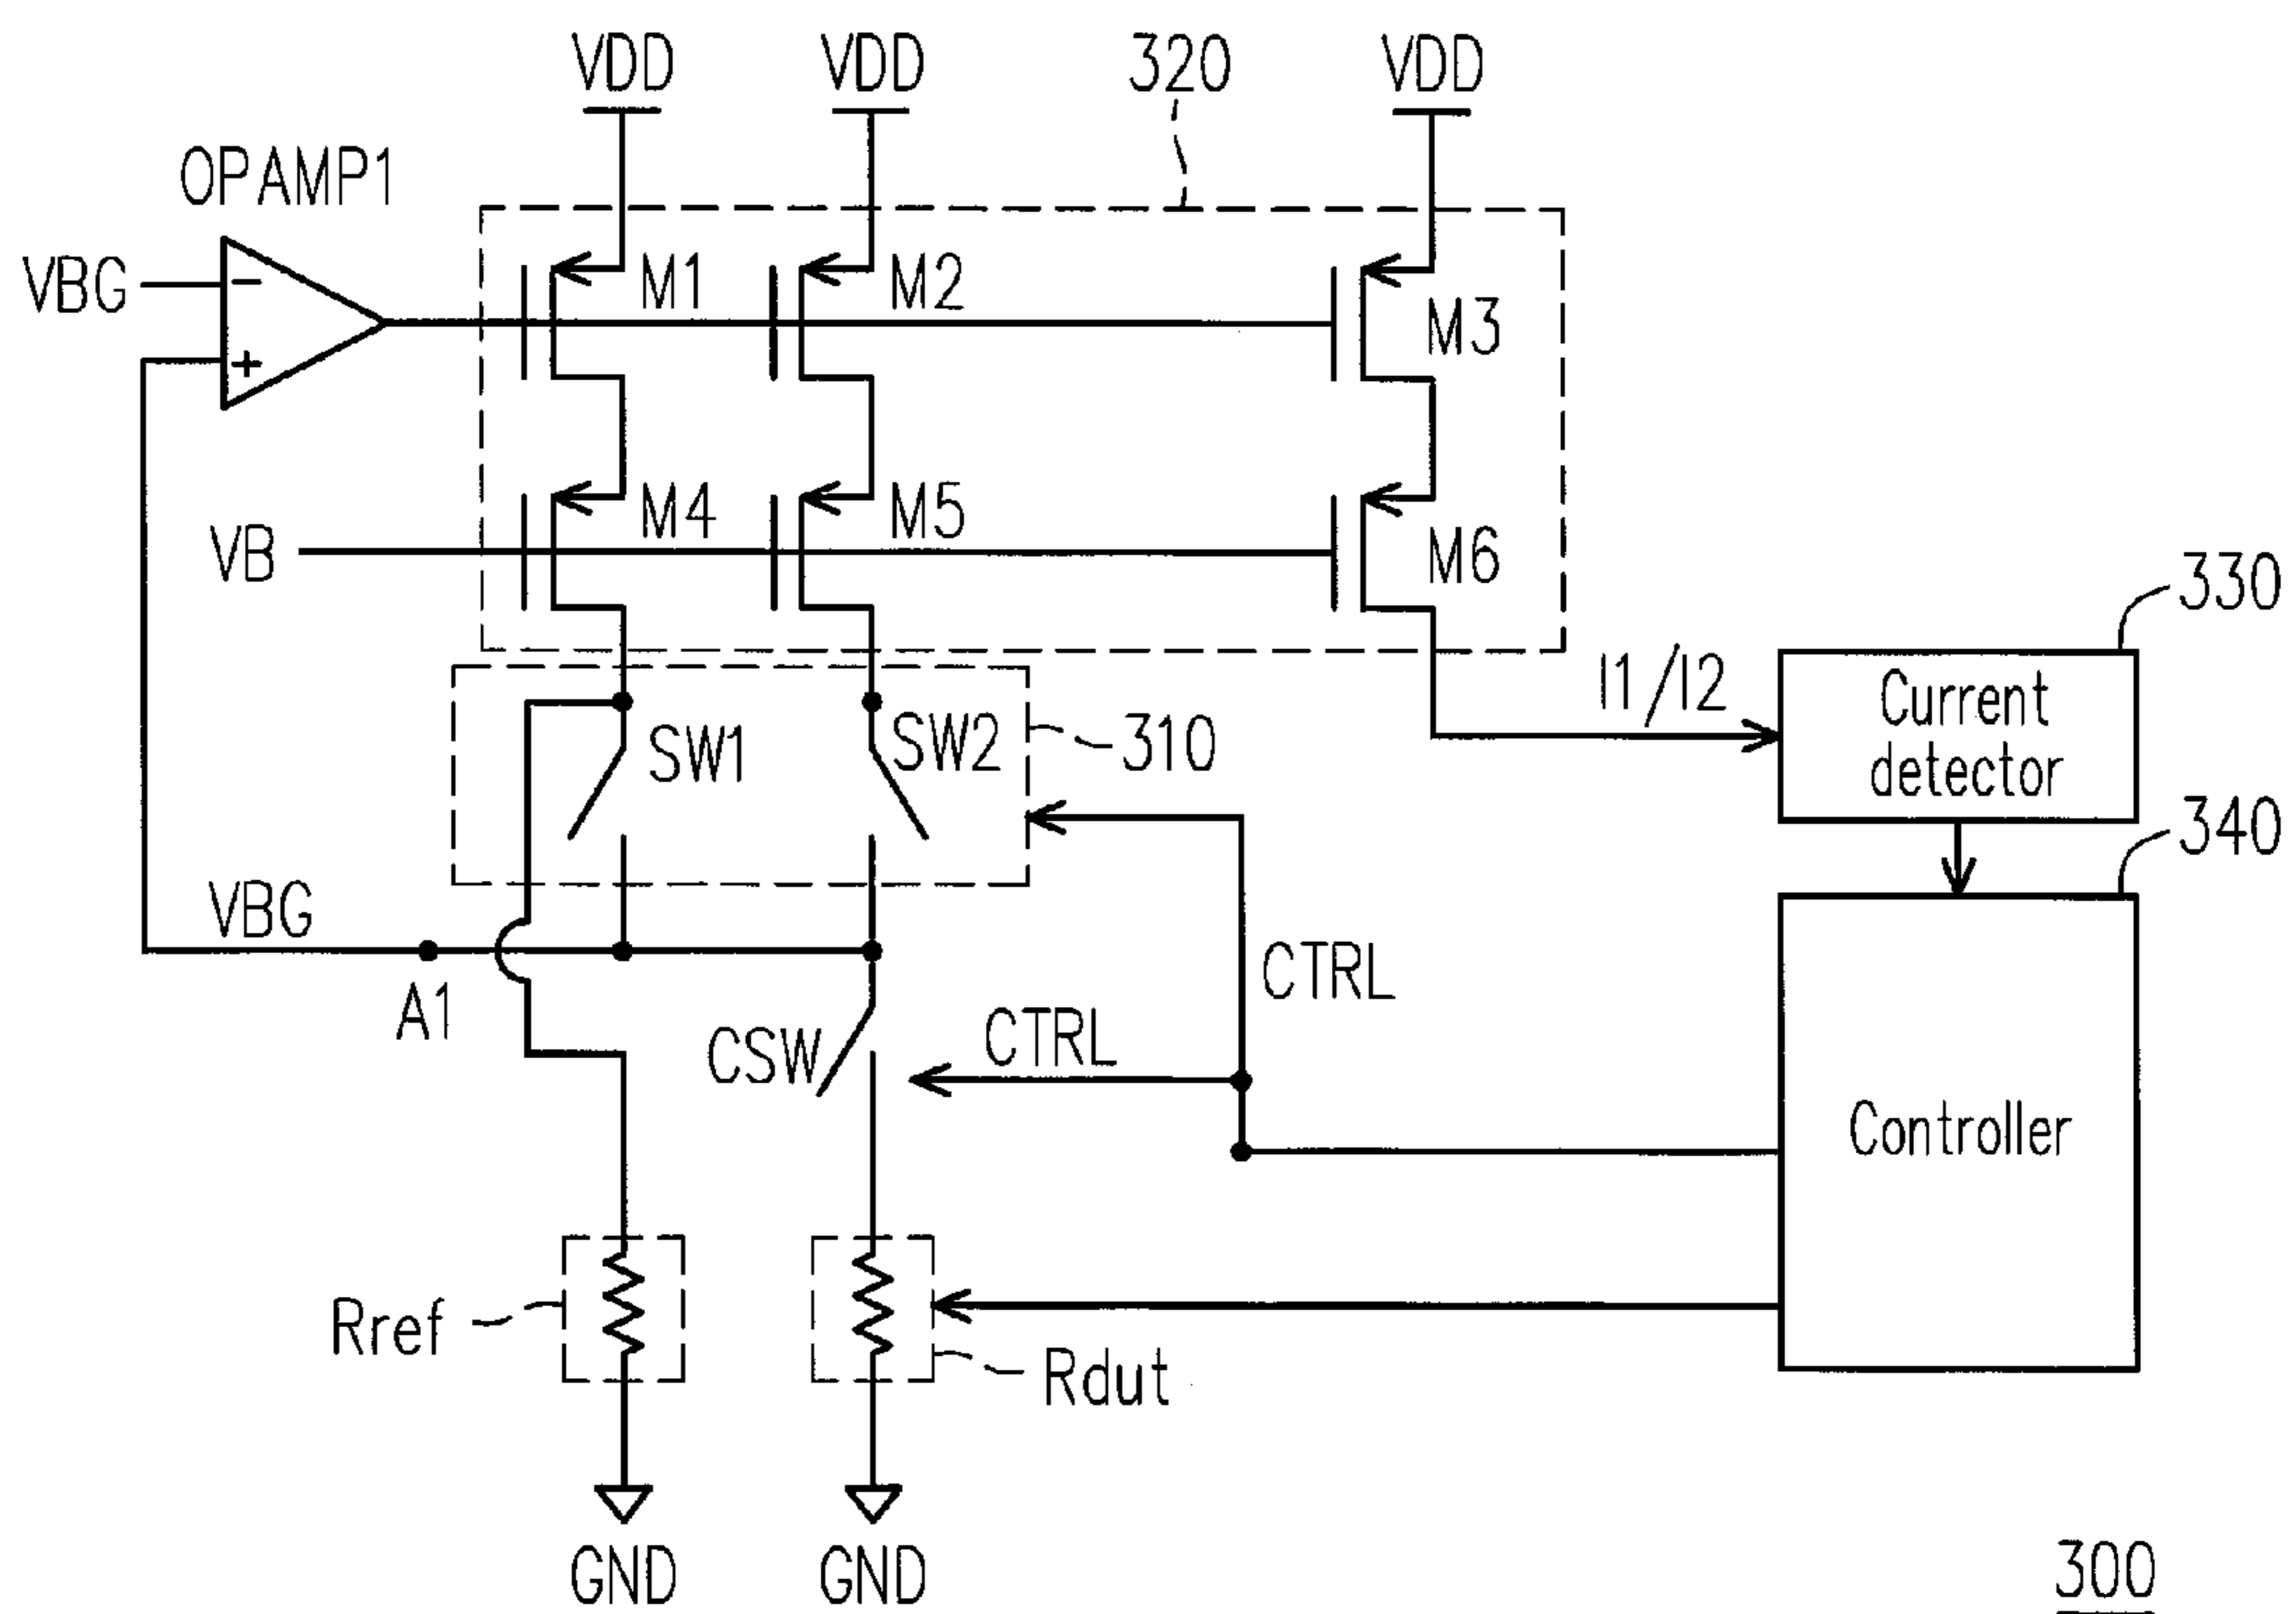 VDD
VDD
320
VDD
OPAMP1
VBG
−
+
M1
M2
M3
M4
M5
M6
VB
330
I1/I2
Current
detector
SW1
SW2
310
340
VBG
A1
CSW
CTRL
CTRL
Controller
Rref
Rdut
GND
GND
300